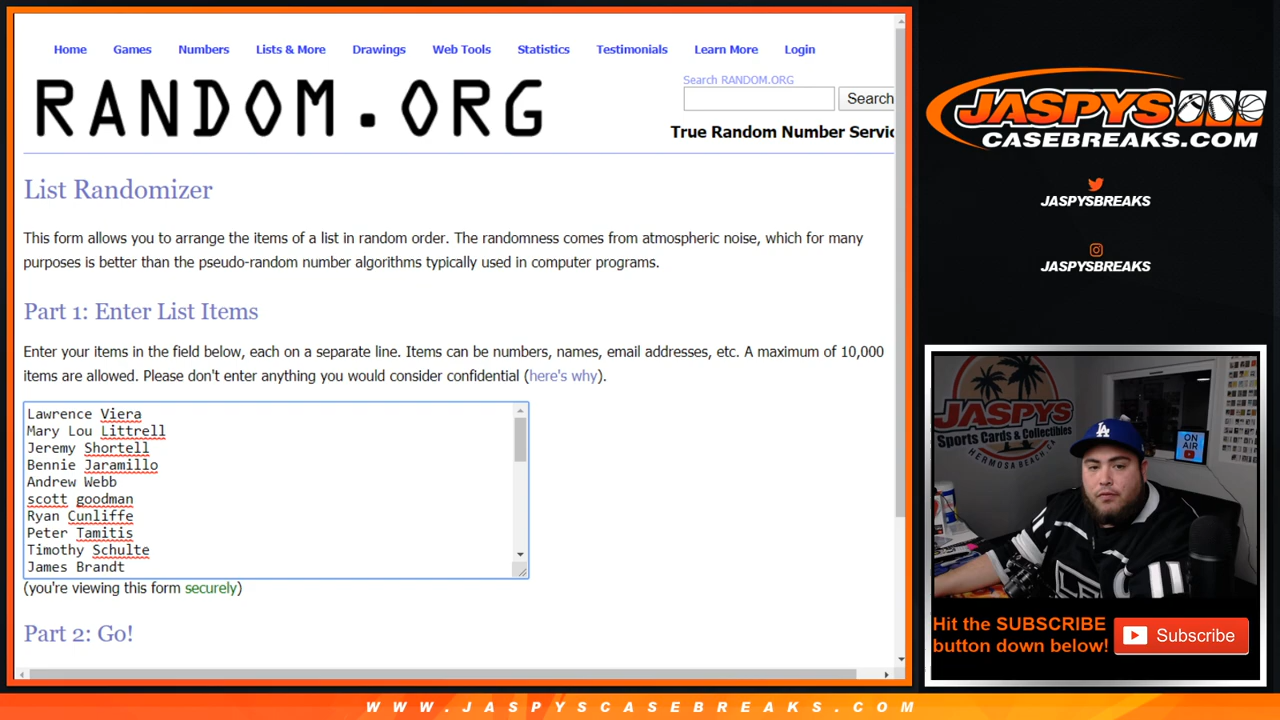 Home Games Numbers Lists & More Drawings Web Tools Statistics Testimonials Learn More Login
RANDOM.ORG
Search RANDOM.ORG
Search
True Random Number Servic
List Randomizer
This form allows you to arrange the items of a list in random order. The randomness comes from atmospheric noise, which for many
purposes is better than the pseudo-random number algorithms typically used in computer programs.
Part 1: Enter List Items
Enter your items in the field below, each on a separate line. Items can be numbers, names, email addresses, etc. A maximum of 10,000
items are allowed. Please don't enter anything you would consider confidential (here's why).
Lawrence Viera
Mary Lou Littrell
Jeremy Shortell
Bennie Jaramillo
Andrew Webb
scott goodman
Ryan Cunliffe
Peter Tamitis
Timothy Schulte
James Brandt
(you're viewing this form securely)
Part 2: Go!
JASPYS
CASEBREAKS.COM
JASPYSBREAKS
JASPYSBREAKS
JASPYS
Sports Cards & Collectibles
HERMOSA BEACH, CA
ON
AIR
LA
11
Hit the SUBSCRIBE
button down below!
Subscribe
WWW.JASPYSCASEBREAKS.COM